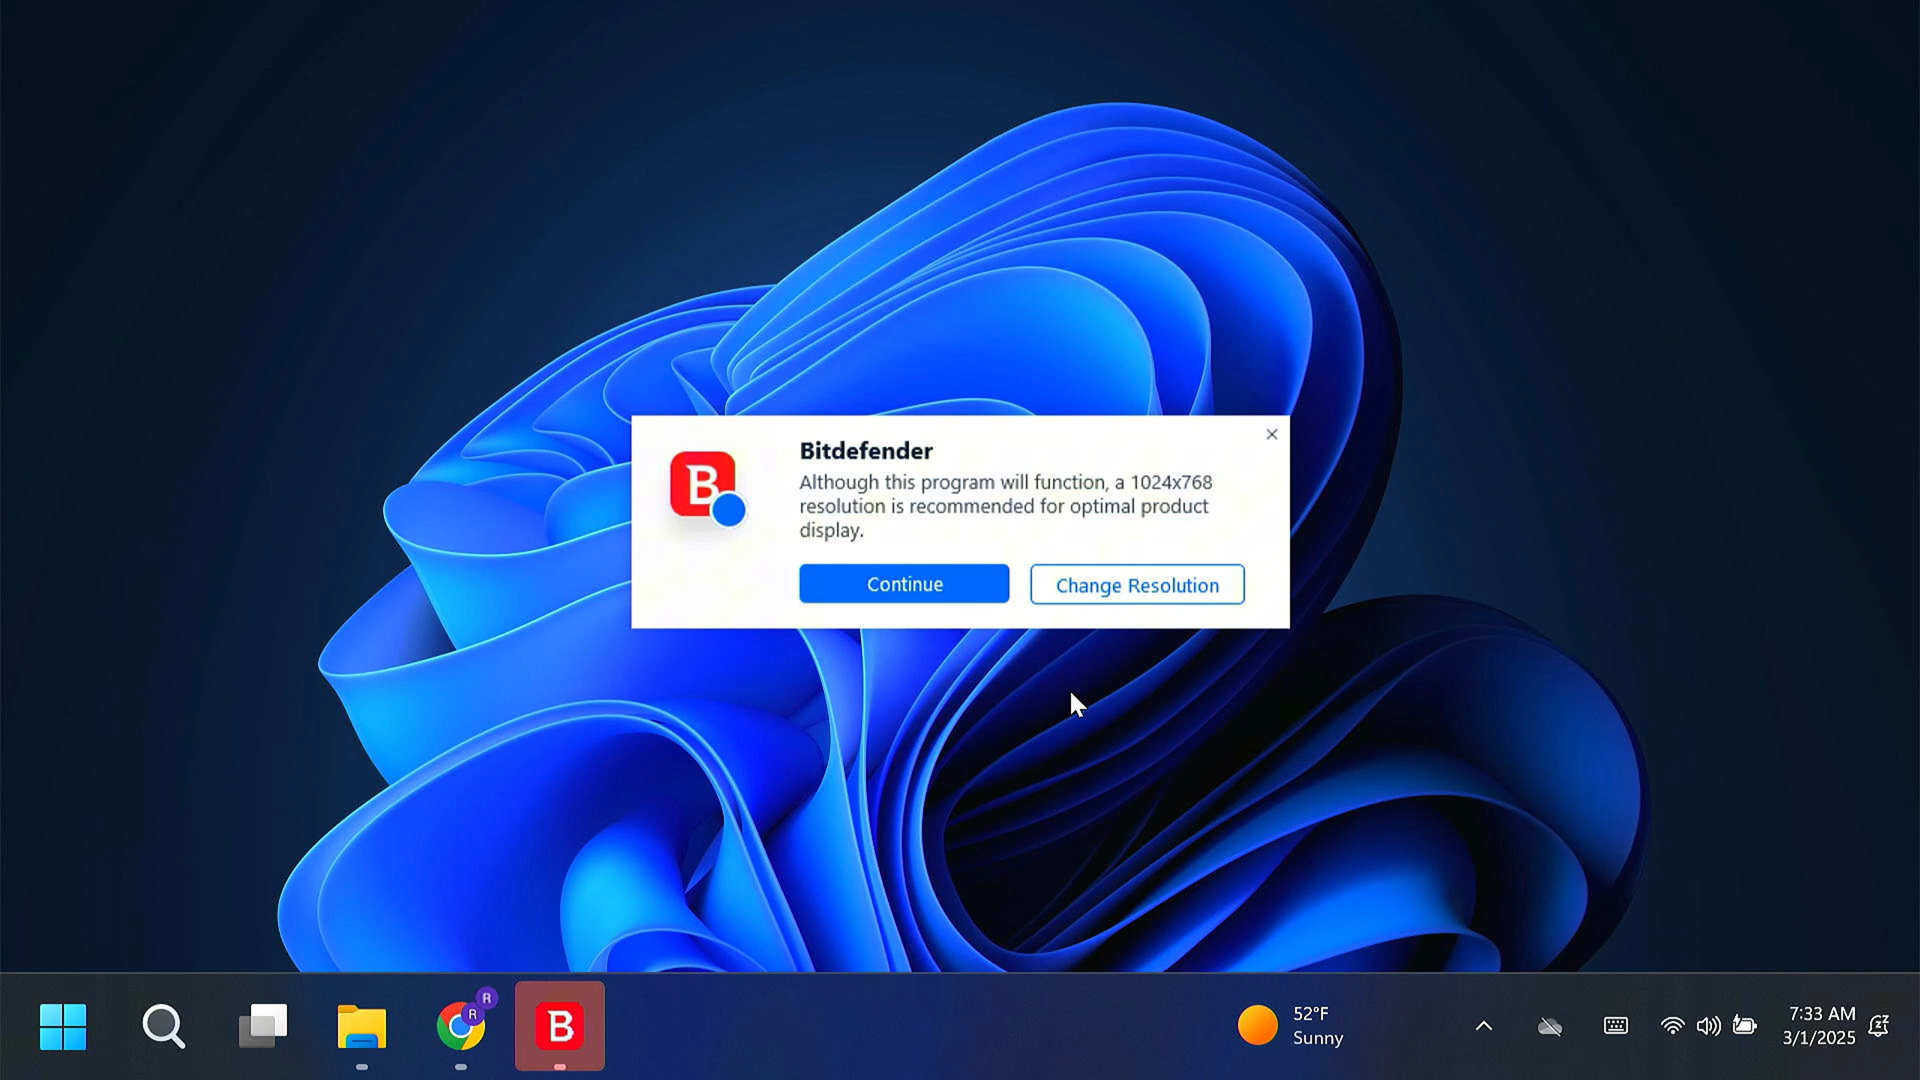 Bitdefender
Although this program will function, a 1024x768
resolution is recommended for optimal product
display.
Continue
Change Resolution
B
R
R
B
52°F
Sunny
7:33 AM
3/1/2025